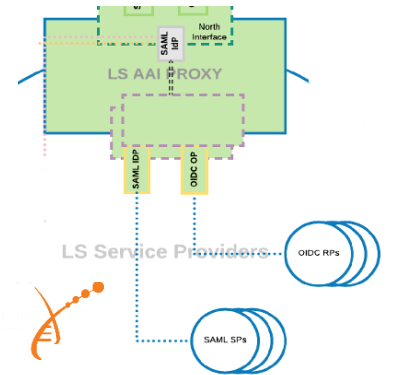 North
Interface
SAML
IdP
LS AAI PROXY
SAML IDP
OIDC OP
LS Service Providers
OIDC RPs
SAML SPs